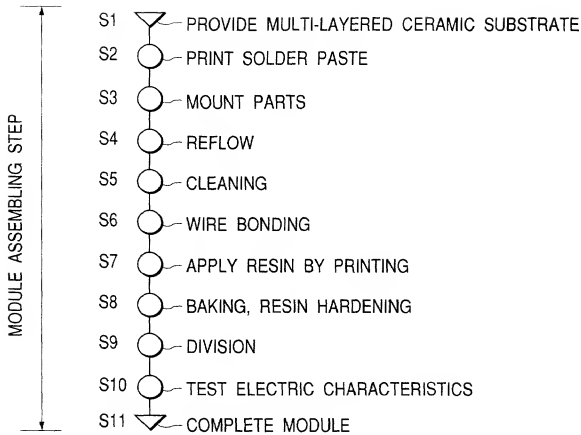 MODULE ASSEMBLING STEP
S1 PROVIDE MULTI-LAYERED CERAMIC SUBSTRATE
S2 PRINT SOLDER PASTE
S3 MOUNT PARTS
S4 REFLOW
S5 CLEANING
S6 WIRE BONDING
S7 APPLY RESIN BY PRINTING
S8 BAKING, RESIN HARDENING
S9 DIVISION
S10 TEST ELECTRIC CHARACTERISTICS
S11 COMPLETE MODULE